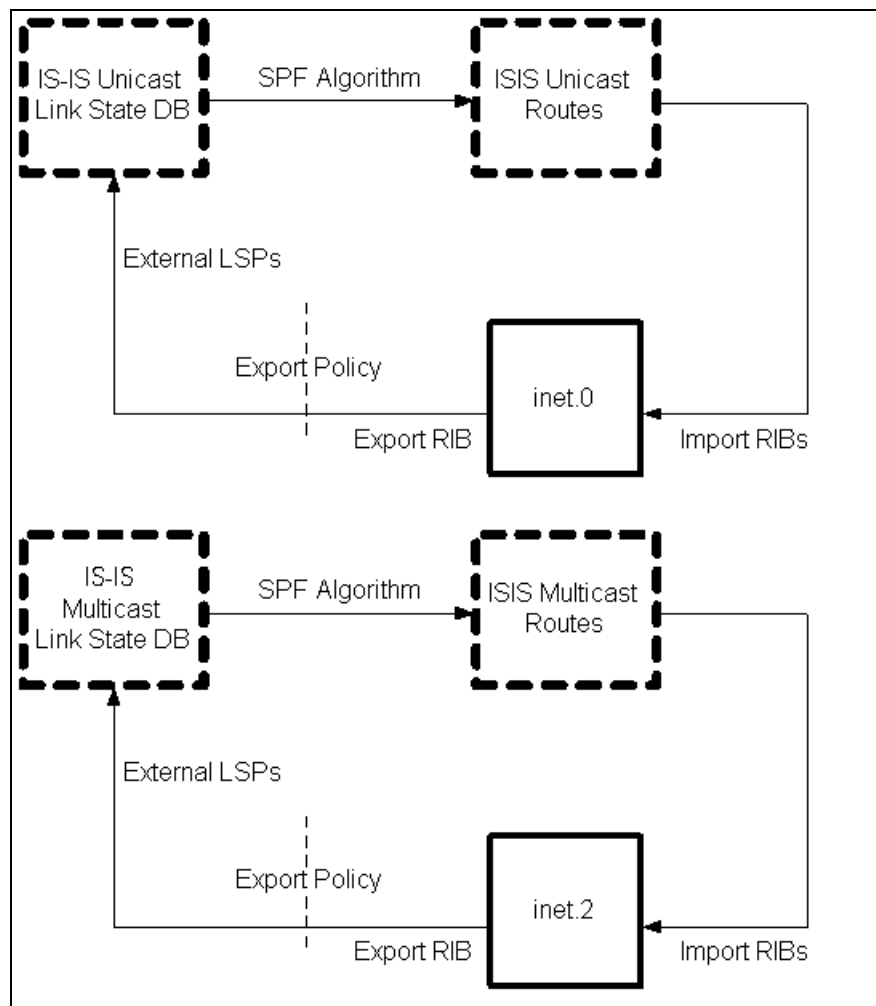 IS-IS Unicast
Link State DB
SPF Algorithm
ISIS Unicast
Routes
External LSPs
Export Policy
Export RIB
inet.0
Import RIBs
IS-IS
Multicast
Link State DB
SPF Algorithm
ISIS Multicast
Routes
External LSPs
Export Policy
Export RIB
inet.2
Import RIBs